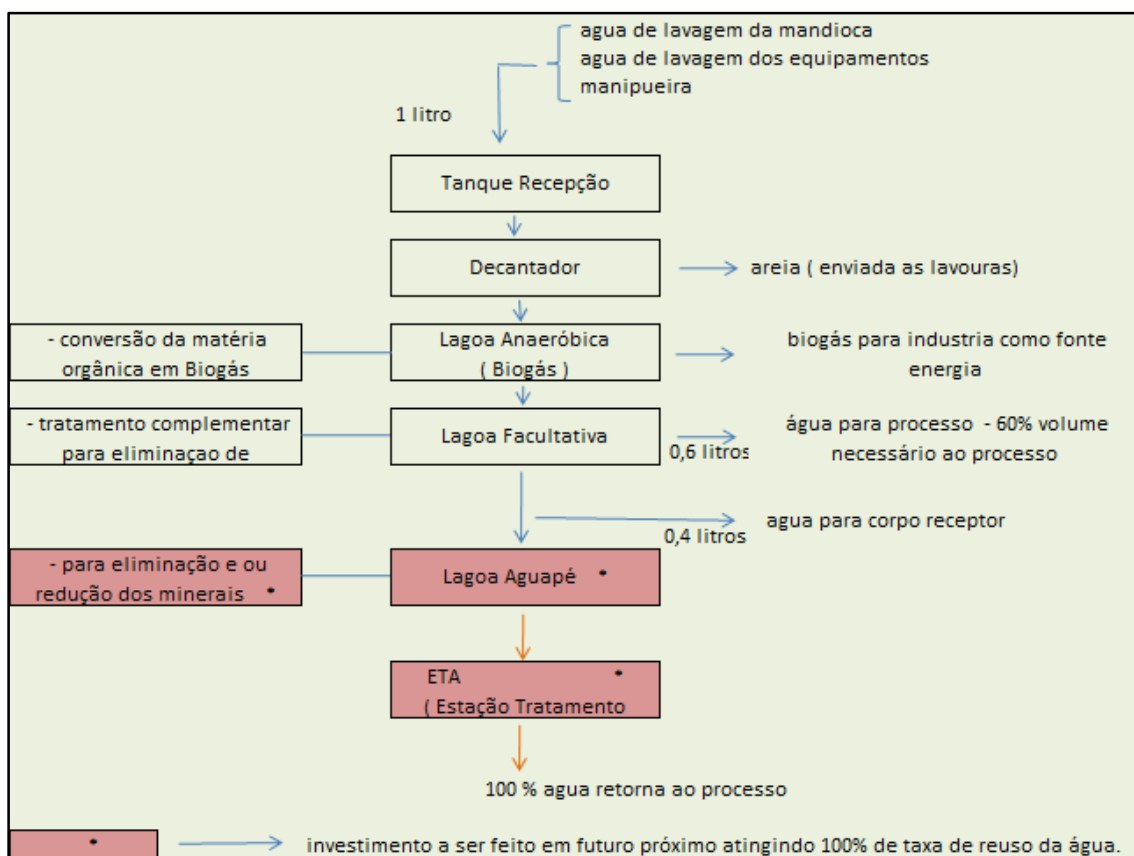 agua de lavagem da mandioca
agua de lavagem dos equipamentos
manipueira
1 litro
Tanque Recepção
Decantador
areia ( enviada as lavouras)
- conversão da matéria
orgânica em Biogás
Lagoa Anaeróbica
( Biogás )
biogás para industria como fonte
energia
- tratamento complementar
para eliminaçao de
Lagoa Facultativa
0,6 litros
água para processo - 60% volume
necessário ao processo
agua para corpo receptor
0,4 litros
- para eliminação e ou
redução dos minerais *
Lagoa Aguapé *
ETA *
( Estação Tratamento
100 % agua retorna ao processo
*
investimento a ser feito em futuro próximo atingindo 100% de taxa de reuso da água.